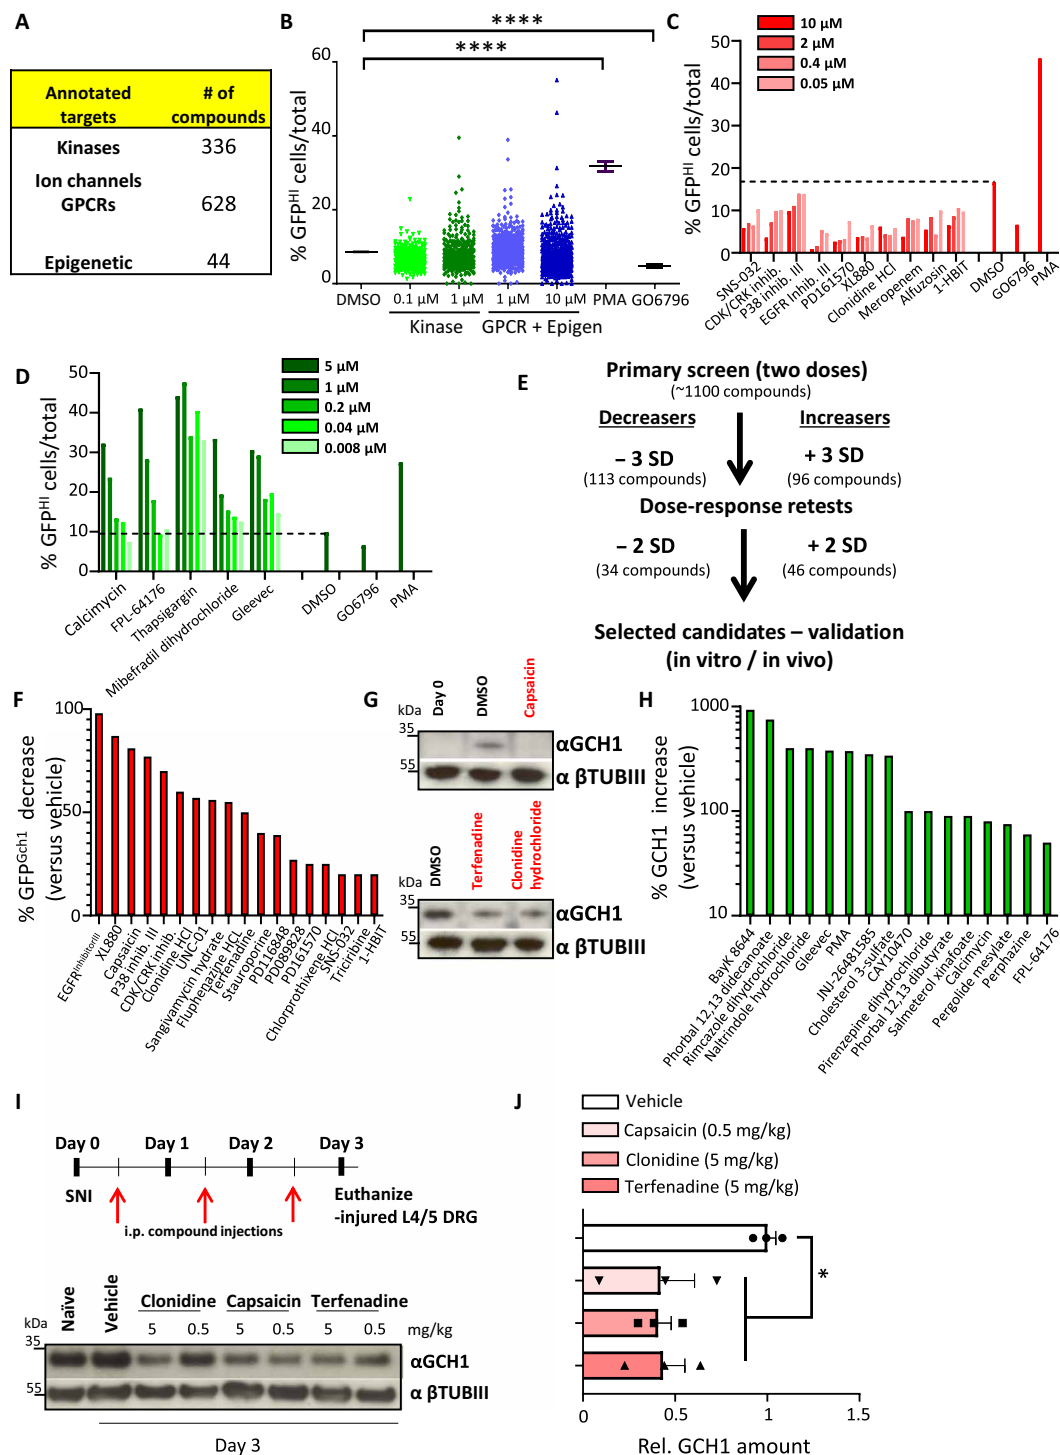 A
Annotated targets
# of compounds
Kinases 336
Ion channels
GPCRs 628
Epigenetic 44
B
% GFP^HI cells/total
60
40
20
0
****
****
DMSO
0.1 µM
1 µM
1 µM
10 µM
PMA
GO6796
Kinase
GPCR + Epigen
C
10 µM
2 µM
0.4 µM
0.05 µM
% GFP^HI cells/total
50
40
30
20
10
0
SNS-032
CDK/CRK inhib.
P38 inhib. III
EGFR Inhib. III
PD161570
XL880
Clonidine HCl
Meropenem
Alfuzosin
1-HBIT
DMSO
GO6796
PMA
D
5 µM
1 µM
0.2 µM
0.04 µM
0.008 µM
% GFP^HI cells/total
50
40
30
20
10
0
Calcimycin
FPL-64176
Thapsigargin
Mibefradil dihydrochloride
Gleevec
DMSO
GO6796
PMA
E
Primary screen (two doses)
(~1100 compounds)
Decreasers
Increasers
– 3 SD
(113 compounds)
+ 3 SD
(96 compounds)
Dose-response retests
– 2 SD
(34 compounds)
+ 2 SD
(46 compounds)
Selected candidates – validation
(in vitro / in vivo)
F
% GFP^Gch1 decrease
(versus vehicle)
100
50
0
EGFR^inhibitorIII
XL880
Capsaicin
P38 inhib. III
CDK/CRK inhib.
Clonidine HCl
UNC-01
Sangivamycin hydrate
Fluphenazine HCL
Terfenadine
Stauroporine
PD116848
PD089828
PD161570
Chlorprothixene HCl
SNS-032
Triciribine
1-HBIT
G
kDa
Day 0
DMSO
Capsaicin
35
55
αGCH1
α βTUBIII
kDa
DMSO
Terfenadine
Clonidine
hydrochloride
35
55
αGCH1
α βTUBIII
H
% GCH1 increase
(versus vehicle)
1000
100
10
BayK 8644
Phorbal 12,13 didecanoate
Rimcazole dihydrochloride
Naltrindole hydrochloride
Gleevec
PMA
JNJ-26481585
Cholesterol 3-sulfate
CAY10470
Pirenzepine dihydrochloride
Phorbal 12,13 dibutyrate
Salmeterol xinafoate
Calcimycin
Pergolide mesylate
Perphazine
FPL-64176
I
Day 0
Day 1
Day 2
Day 3
SNI
i.p. compound injections
Euthanize
-injured L4/5 DRG
kDa
Naïve
Vehicle
Clonidine
Capsaicin
Terfenadine
5 0.5 5 0.5 5 0.5 mg/kg
35
55
αGCH1
α βTUBIII
Day 3
J
Vehicle
Capsaicin (0.5 mg/kg)
Clonidine (5 mg/kg)
Terfenadine (5 mg/kg)
*
0
0.5
1
1.5
Rel. GCH1 amount